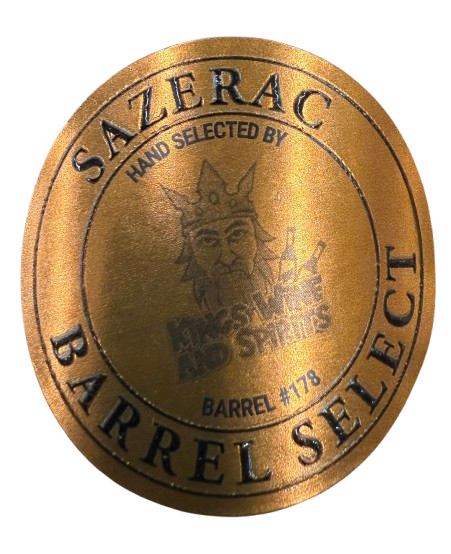 SAZERAC
HAND SELECTED BY
KINGS WINE
AND SPIRITS
BARREL #178
BARREL SELECT